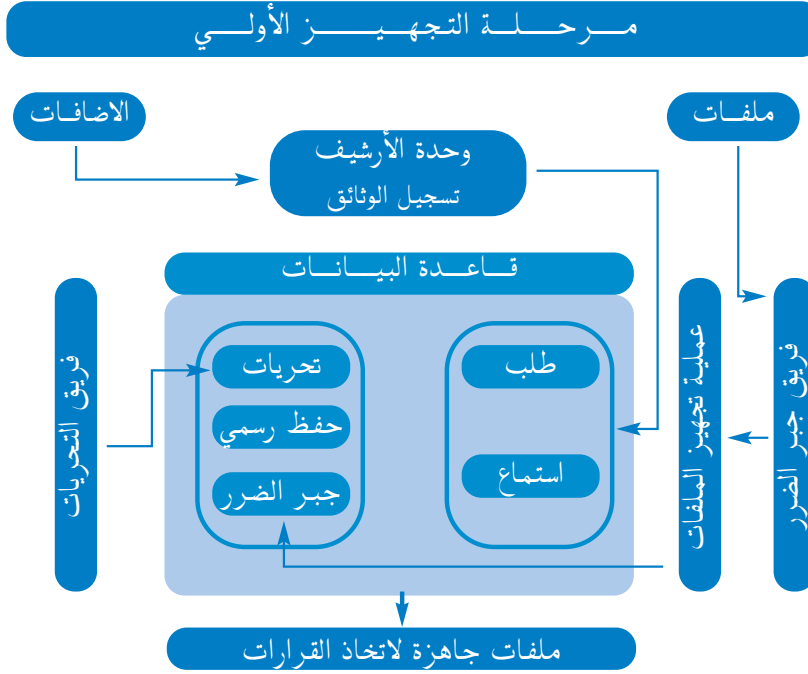 مرحلة التجهيز الأولي
ملفات
الاضافات
وحدة الأرشيف
تسجيل الوثائق
قاعدة البيانات
فريق جبر الضرر
عملية تجهيز الملفات
طلب
استماع
تحريات
حفظ رسمي
جبر الضرر
فريق التحريات
ملفات جاهزة لاتخاذ القرارات